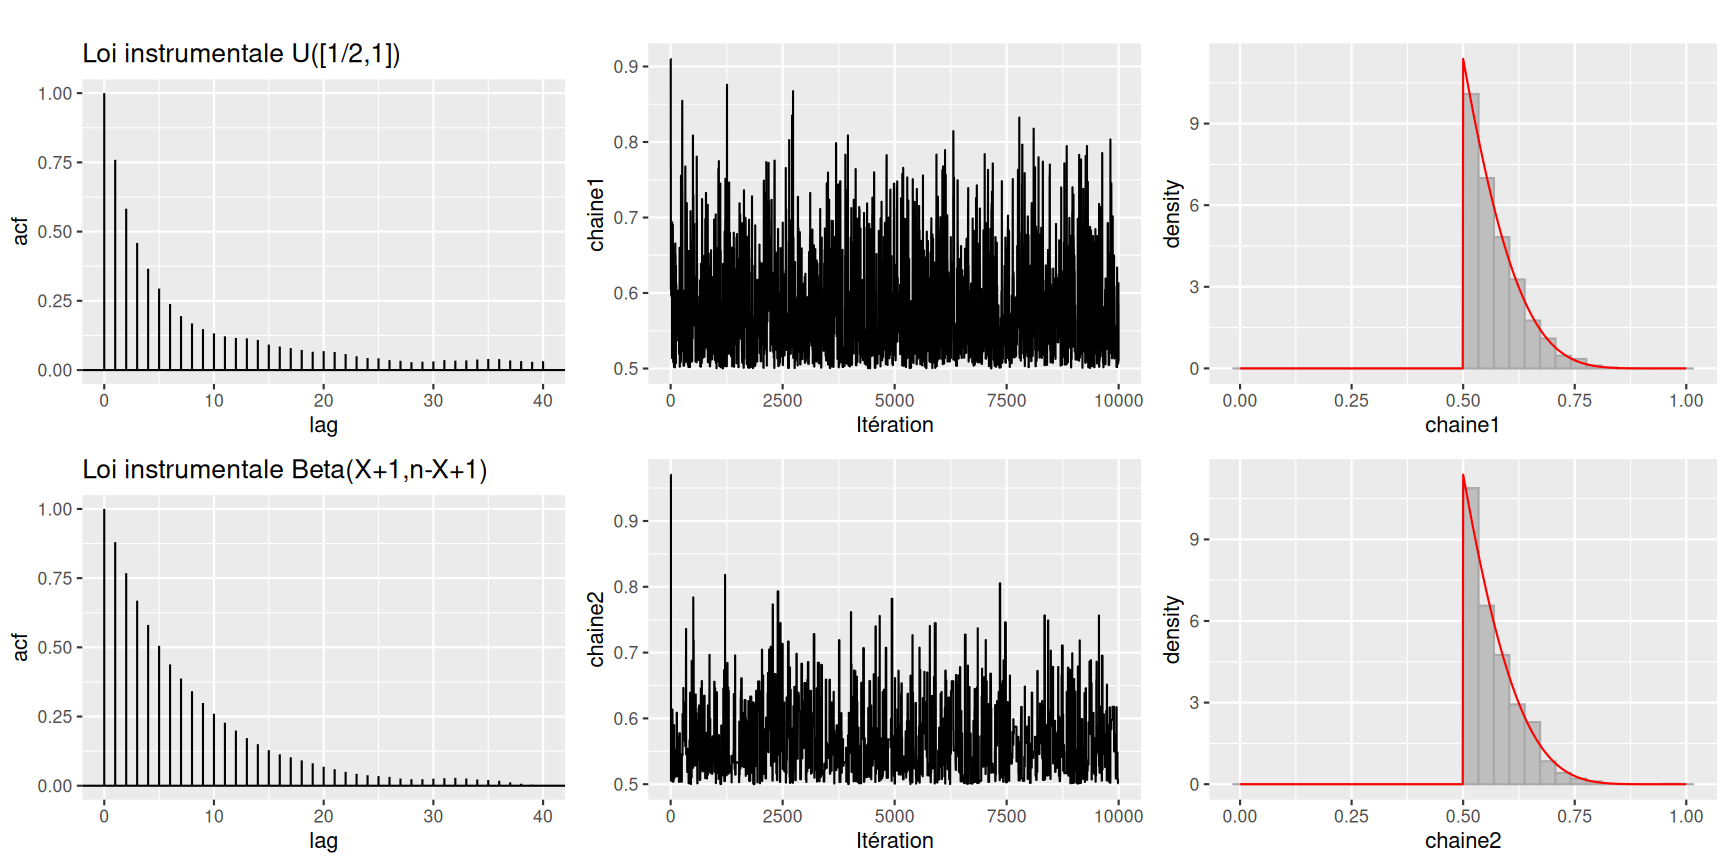 Loi instrumentale U([1/2,1])
1.00
0.75
0.50
0.25
0.00
acf
0 10 20 30 40
lag
0.9
0.8
0.7
0.6
0.5
chaine1
0 2500 5000 7500 10000
Itération
9
6
3
0
density
0.00 0.25 0.50 0.75 1.00
chaine1
Loi instrumentale Beta(X+1,n-X+1)
1.00
0.75
0.50
0.25
0.00
acf
0 10 20 30 40
lag
0.9
0.8
0.7
0.6
0.5
chaine2
0 2500 5000 7500 10000
Itération
9
6
3
0
density
0.00 0.25 0.50 0.75 1.00
chaine2